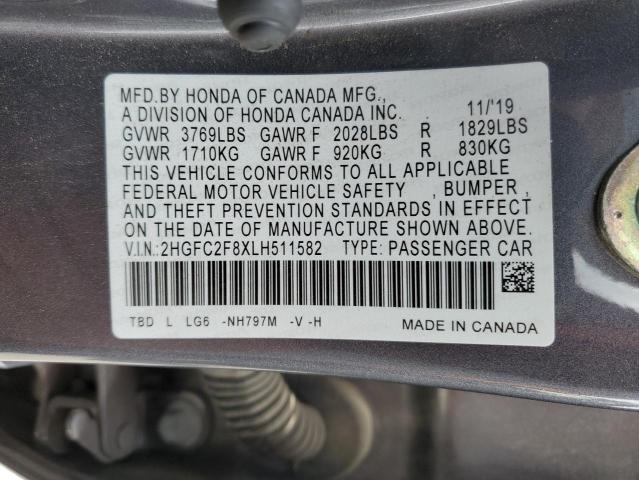 MFD.BY HONDA OF CANADA MFG.,
A DIVISION OF HONDA CANADA INC. 11/'19
GVWR 3769LBS GAWR F 2028LBS R 1829LBS
GVWR 1710KG GAWR F 920KG R 830KG
THIS VEHICLE CONFORMS TO ALL APPLICABLE
FEDERAL MOTOR VEHICLE SAFETY , BUMPER ,
AND THEFT PREVENTION STANDARDS IN EFFECT
ON THE DATE OF MANUFACTURE SHOWN ABOVE.
V.I.N.:2HGFC2F8XLH511582 TYPE: PASSENGER CAR
TBD L LG6 -NH797M -V -H MADE IN CANADA